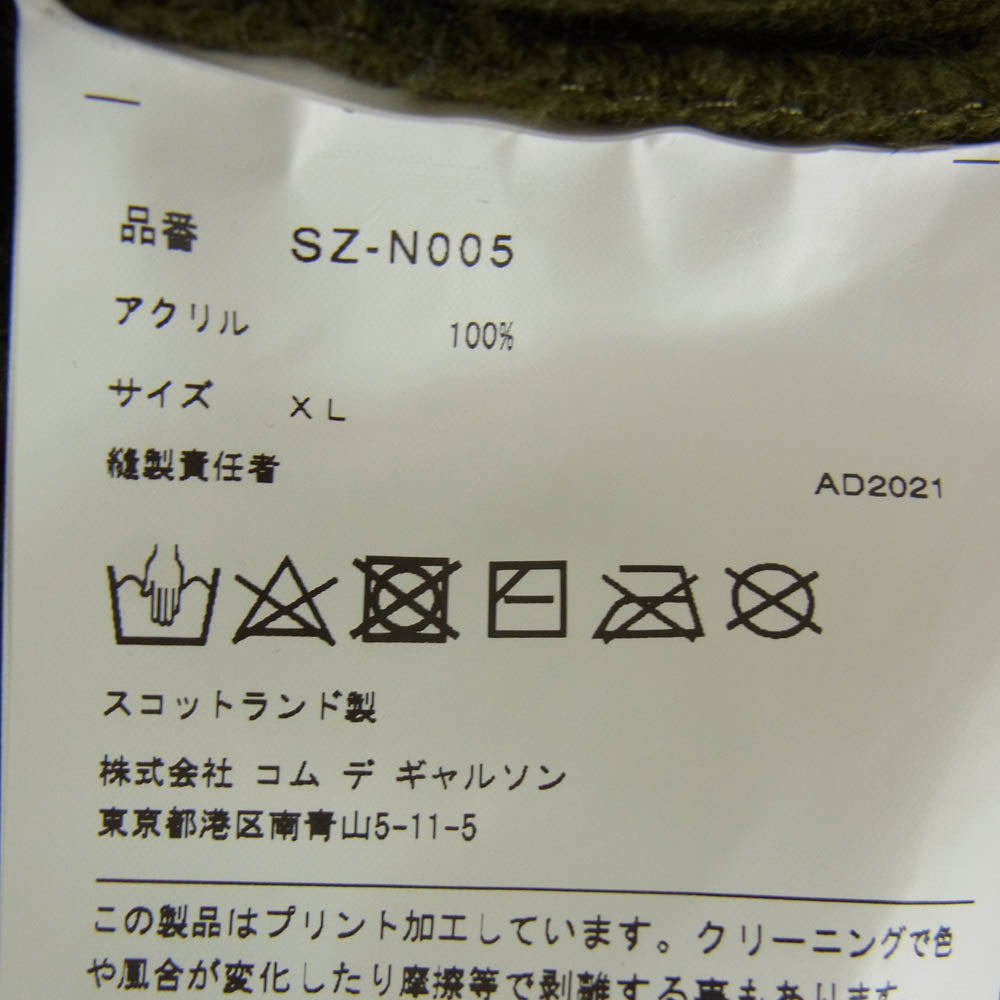 品番 SZ-N005
アクリル 100%
サイズ XL
縫製責任者
AD2021
スコットランド製
株式会社 コム デ ギャルソン
東京都港区南青山5-11-5
この製品はプリント加工しています。クリーニングで色
や風合が変化したり摩擦等で剥離する事もあります